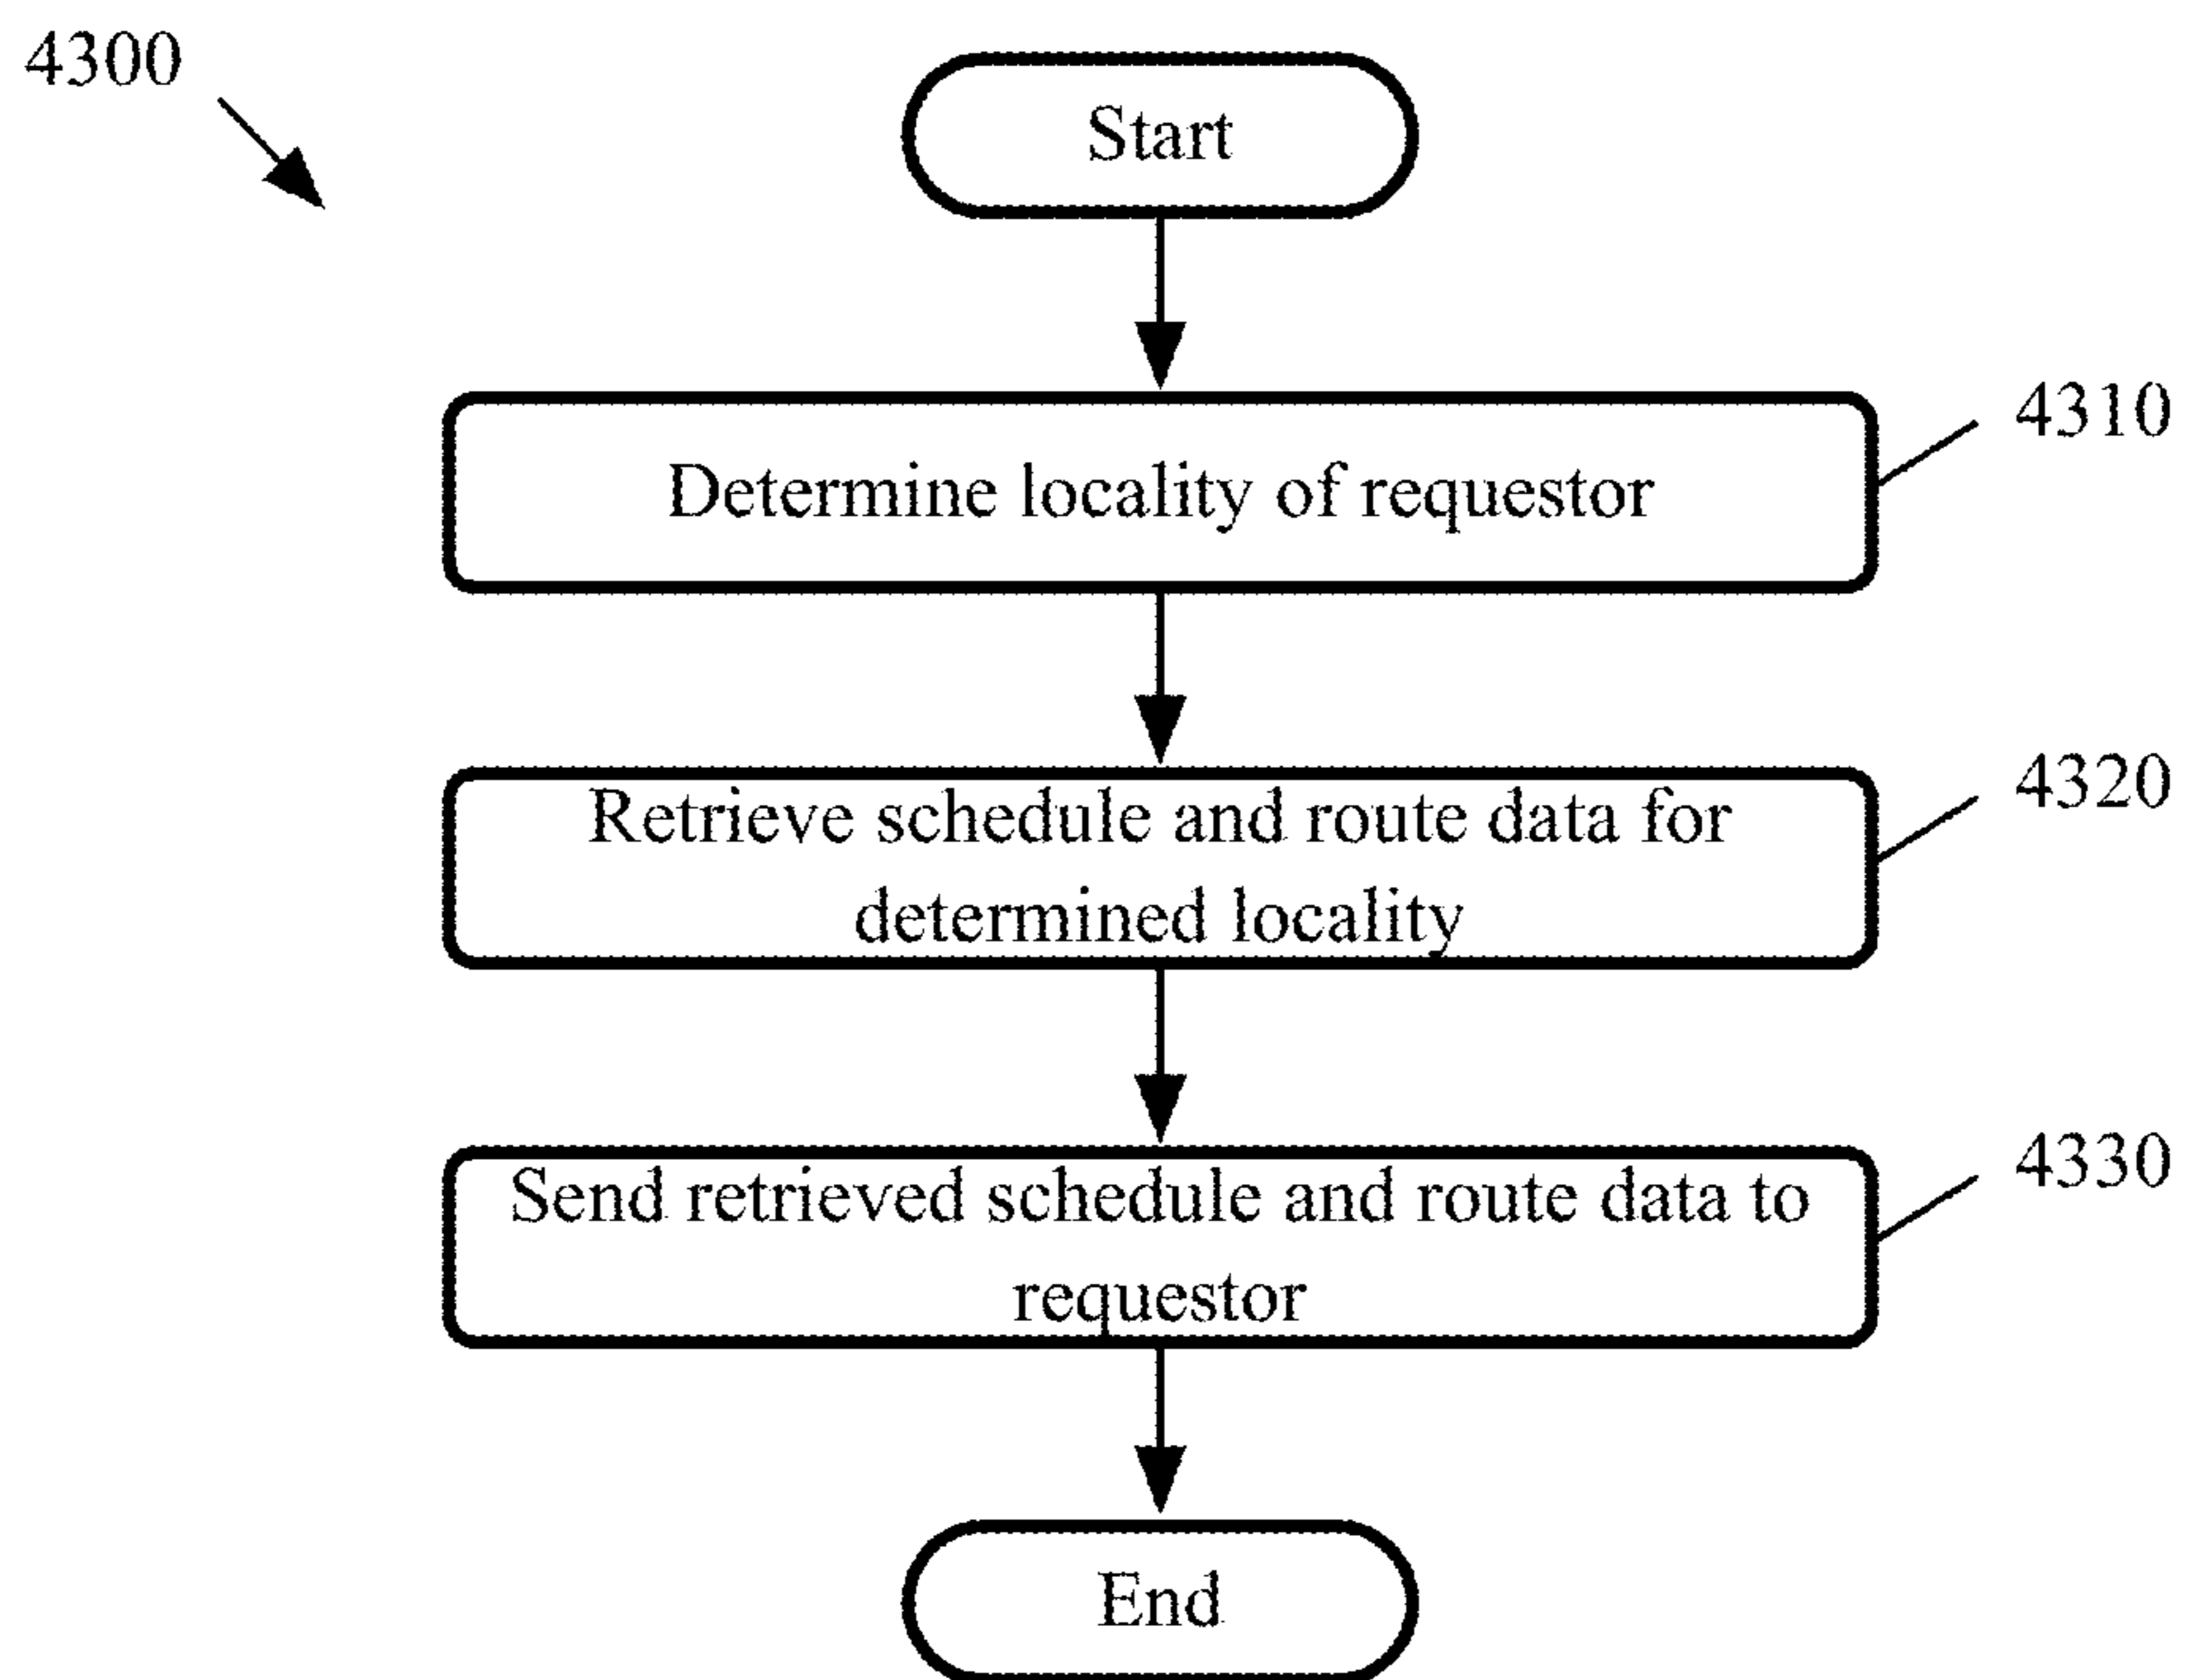 4300
Start
Determine locality of requestor
4310
Retrieve schedule and route data for
determined locality
4320
Send retrieved schedule and route data to
requestor
4330
End